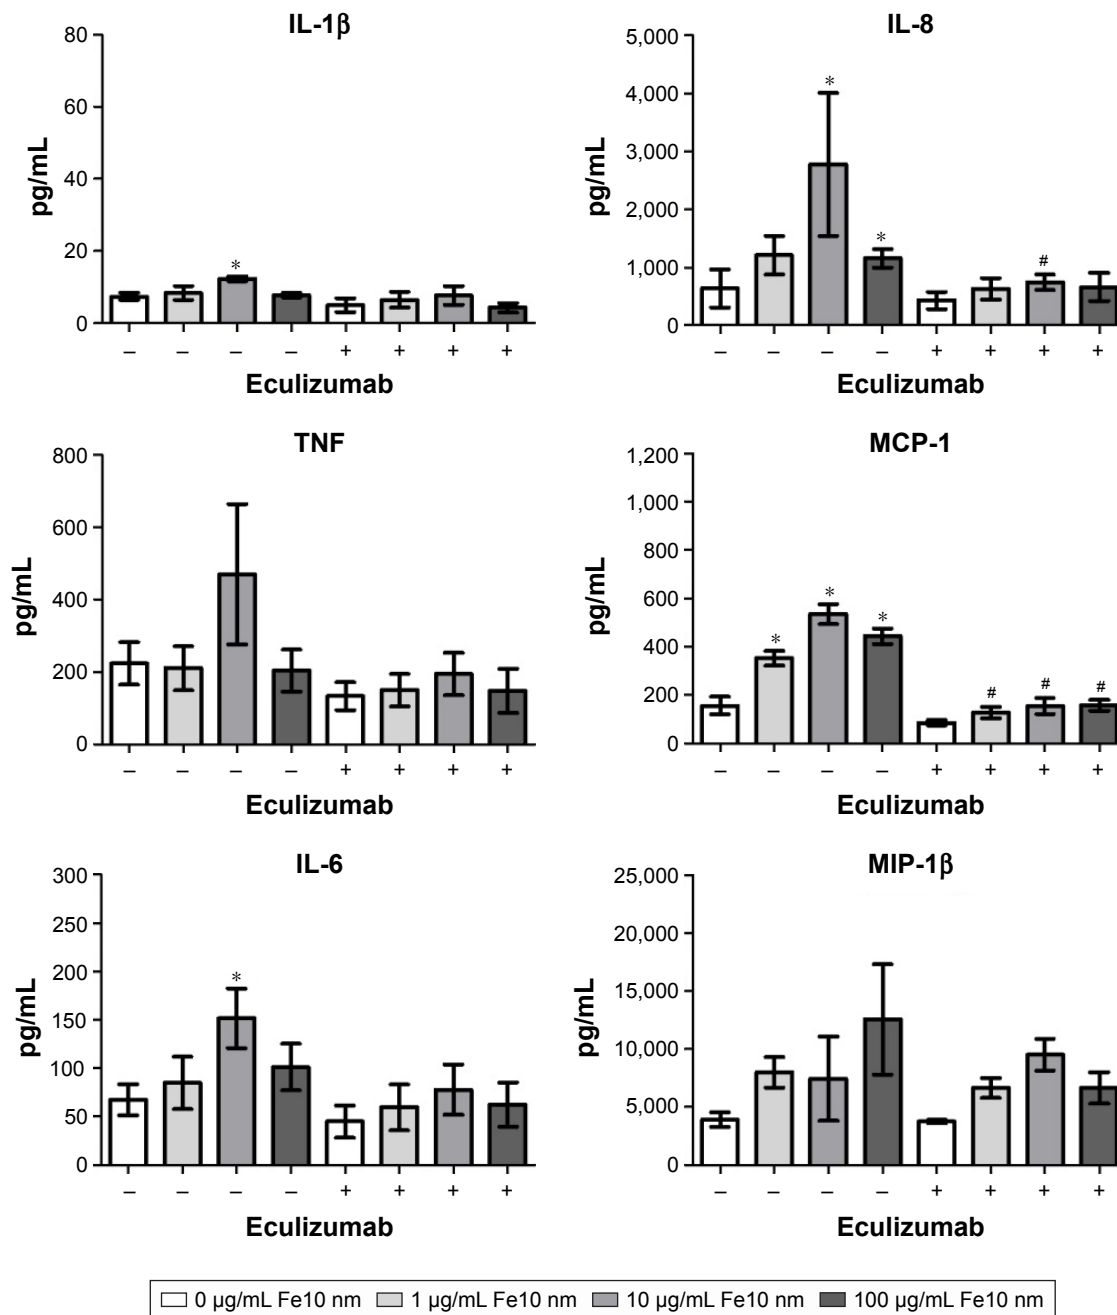 IL-1β
pg/mL
80
60
40
20
0
*
– – – – + + + +
Eculizumab
IL-8
pg/mL
5,000
4,000
3,000
2,000
1,000
0
* * #
– – – – + + + +
Eculizumab
TNF
pg/mL
800
600
400
200
0
– – – – + + + +
Eculizumab
MCP-1
pg/mL
1,200
1,000
800
600
400
200
0
* * * # # #
– – – – + + + +
Eculizumab
IL-6
pg/mL
300
250
200
150
100
50
0
*
– – – – + + + +
Eculizumab
MIP-1β
pg/mL
25,000
20,000
15,000
10,000
5,000
0
– – – – + + + +
Eculizumab
0 µg/mL Fe10 nm 1 µg/mL Fe10 nm 10 µg/mL Fe10 nm 100 µg/mL Fe10 nm